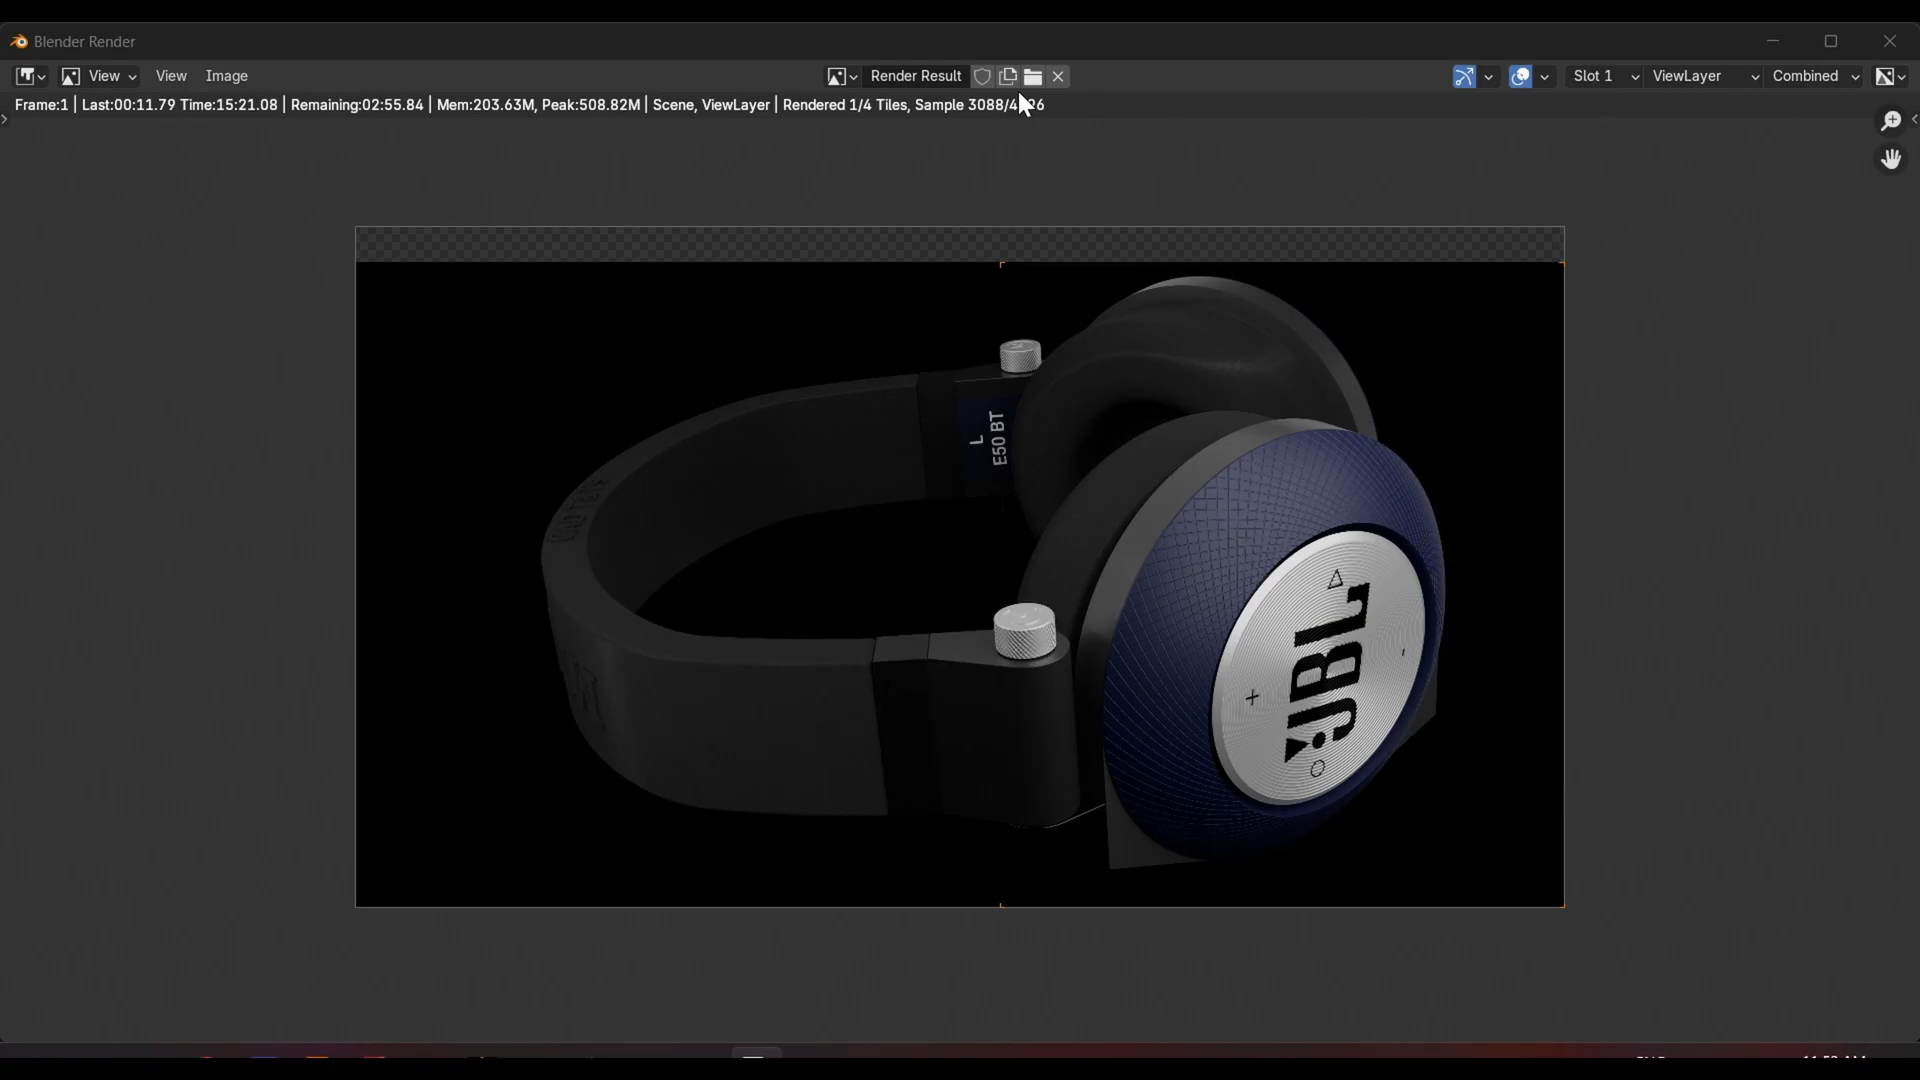 Blender Render
View View Image Render Result Slot 1 ViewLayer Combined
Frame:1 | Last:00:11.79 Time:15:21.08 | Remaining:02:55.84 | Mem:203.63M, Peak:508.82M | Scene, ViewLayer | Rendered 1/4 Tiles, Sample 3088/4
L
E50 BT
JBL
+
-